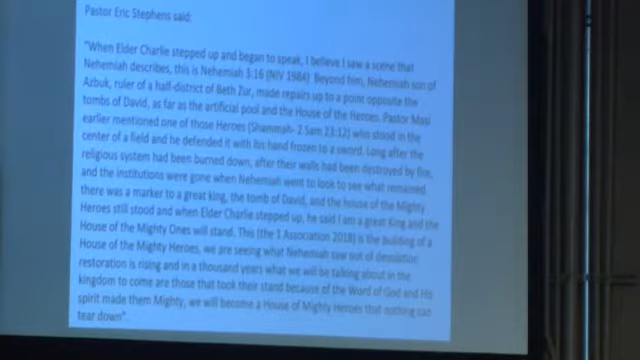 Pastor Eric Stephens said:
"When Elder Charlie stepped up and began to speak, I believe I saw a scene that
Nehemiah describes, this is Nehemiah 3:16 (NIV 1984) Beyond him, Nehemiah son of
Azbuk, ruler of a half-district of Beth Zur, made repairs up to a point opposite the
tombs of David, as far as the artificial pool and the House of the Heroes. Pastor Masi
earlier mentioned one of those Heroes (Shammah- 2 Sam 23:12) who stood in the
center of a field and he defended it with his hand frozen to a sword. Long after the
religious system had been burned down, after their walls had been destroyed by fire,
and the institutions were gone when Nehemiah went to look to see what remained
there was a marker to a great king, the tomb of David, and the house of the Mighty
Heroes still stood and when Elder Charlie stepped up, he said I am a great King and the
House of the Mighty Ones will stand. This (the 1 Association 2018) is the building of a
House of the Mighty Heroes, we are seeing what Nehemiah saw out of desolation
restoration is rising and in a thousand years what we will be talking about in the
kingdom to come are those that took their stand because of the Word of God and His
spirit made them Mighty, we will become a House of Mighty Heroes that nothing can
tear down".